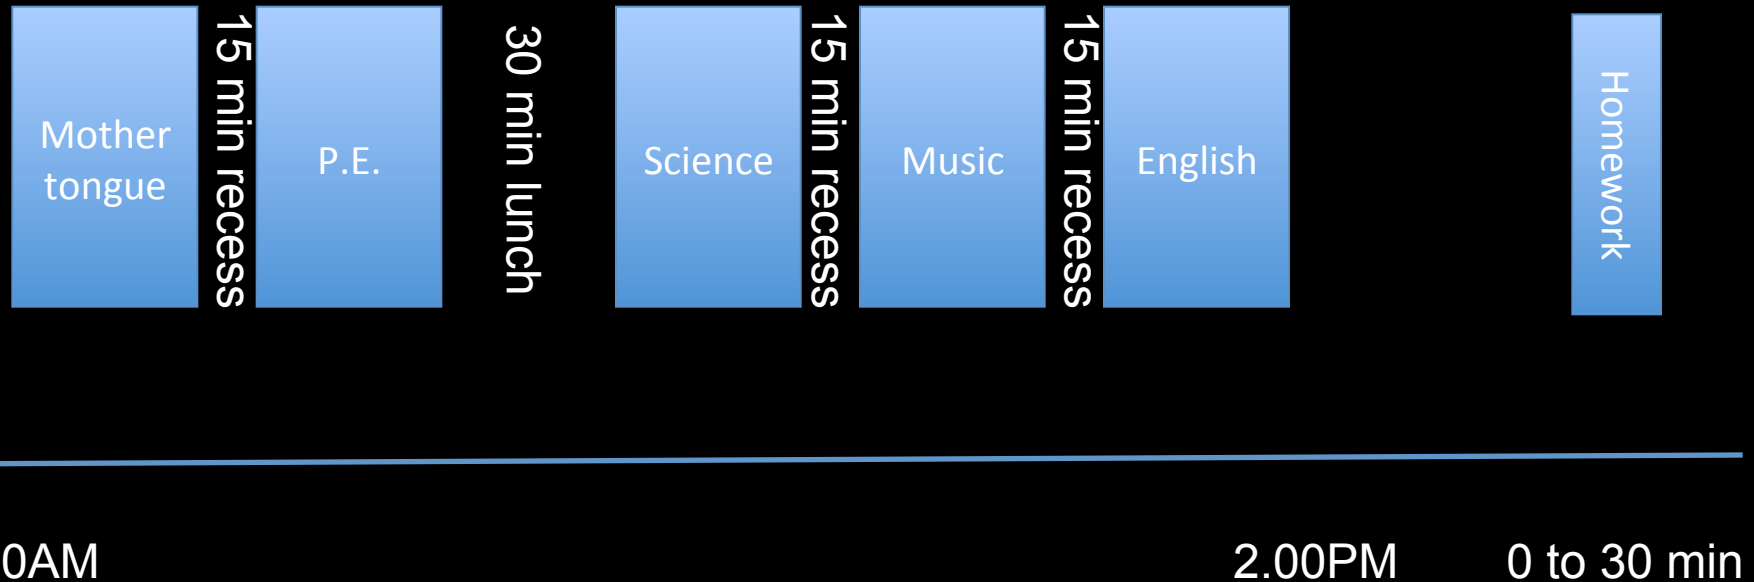 Mother
tongue
15 min recess
P.E.
30 min lunch
Science
15 min recess
Music
15 min recess
English
Homework
0AM
2.00PM
0 to 30 min